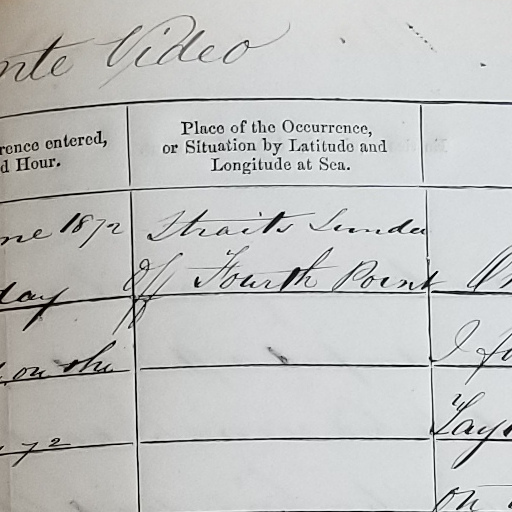 nte Video
rence entered,
d Hour.
Place of the Occurrence,
or Situation by Latitude and
Longitude at Sea.
ne 1872
Straits Sunda
day
Off Fourth Point
on the
I fo
72
Tay
on